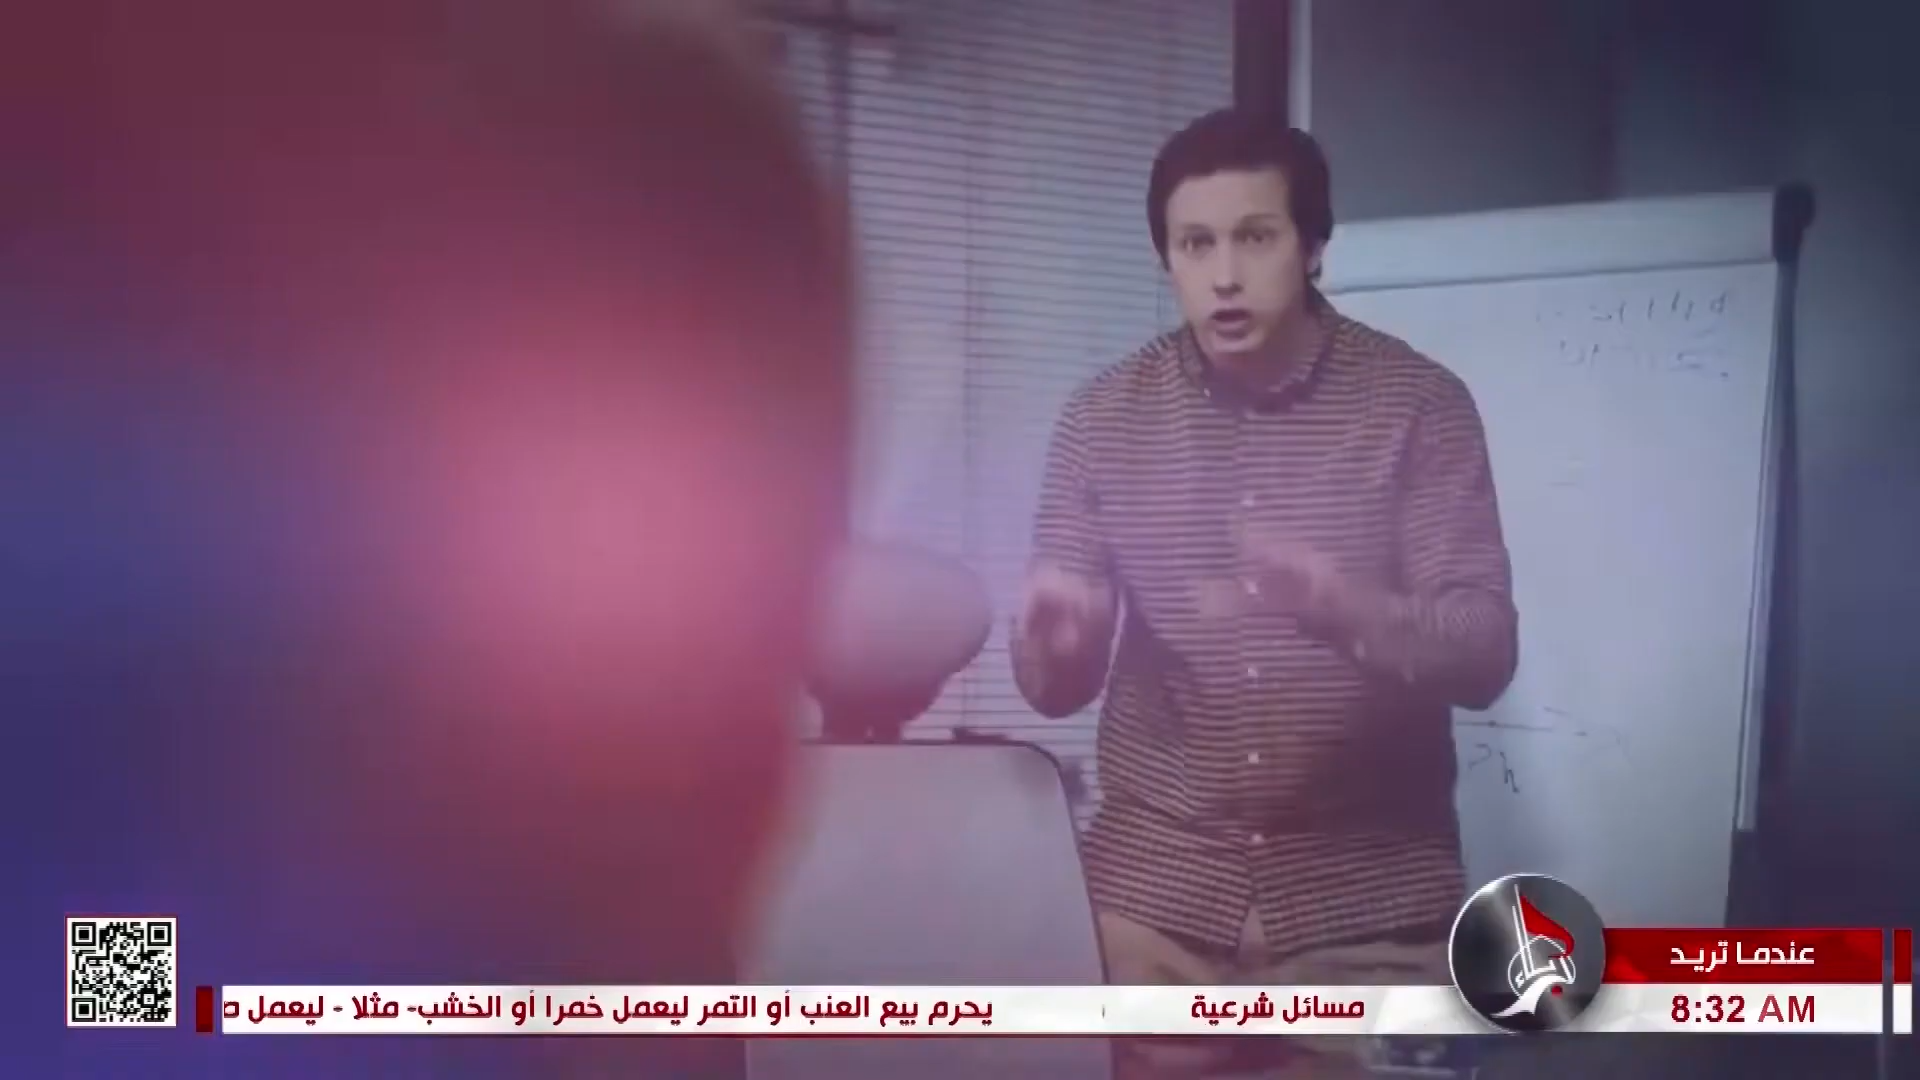 عندما تريد
8:32 AM
مسائل شرعية
يحرم بيع العنب أو التمر ليعمل خمرا أو الخشب- مثلا - ليعمل ص